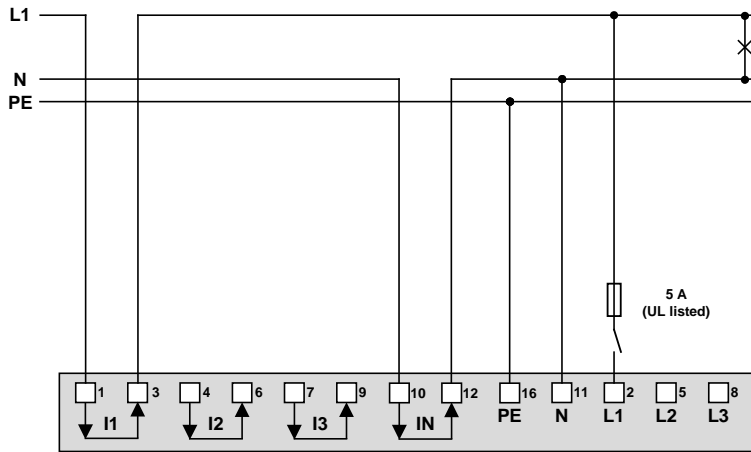 L1
N
PE
5 A
(UL listed)
1 3 4 6 7 9 10 12 16 11 2 5 8
I1 I2 I3 IN PE N L1 L2 L3